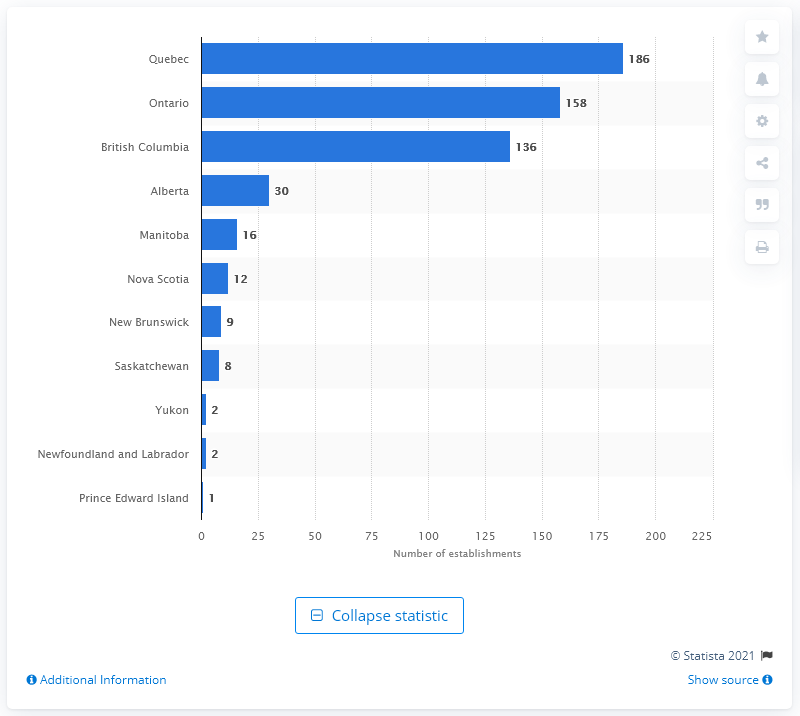 Quebec 186
Ontario 158
British Columbia 136
Alberta 30
Manitoba 16
Nova Scotia 12
New Brunswick 9
Saskatchewan 8
Yukon 2
Newfoundland and Labrador 2
Prince Edward Island 1
0 25 50 75 100 125 150 175 200 225
Number of establishments
Collapse statistic
© Statista 2021
Additional Information
Show source